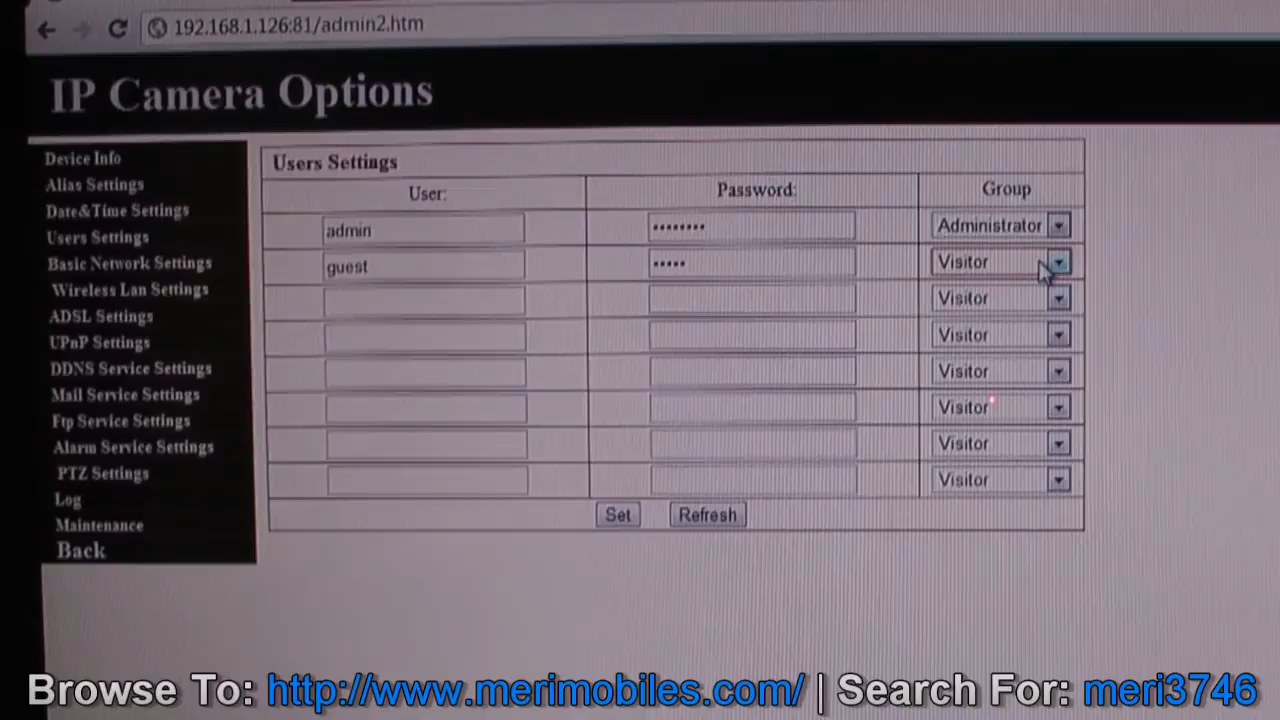 192.168.1.126:81/admin2.htm
IP Camera Options
Device Info
Alias Settings
Date&Time Settings
Users Settings
Basic Network Settings
Wireless Lan Settings
ADSL Settings
UPnP Settings
DDNS Service Settings
Mail Service Settings
Ftp Service Settings
Alarm Service Settings
PTZ Settings
Log
Maintenance
Back
Users Settings
User: Password: Group
admin •••••••• Administrator
guest ••••• Visitor
Visitor
Visitor
Visitor
Visitor
Visitor
Visitor
Set Refresh
Browse To: http://www.merimobiles.com/ | Search For: meri3746